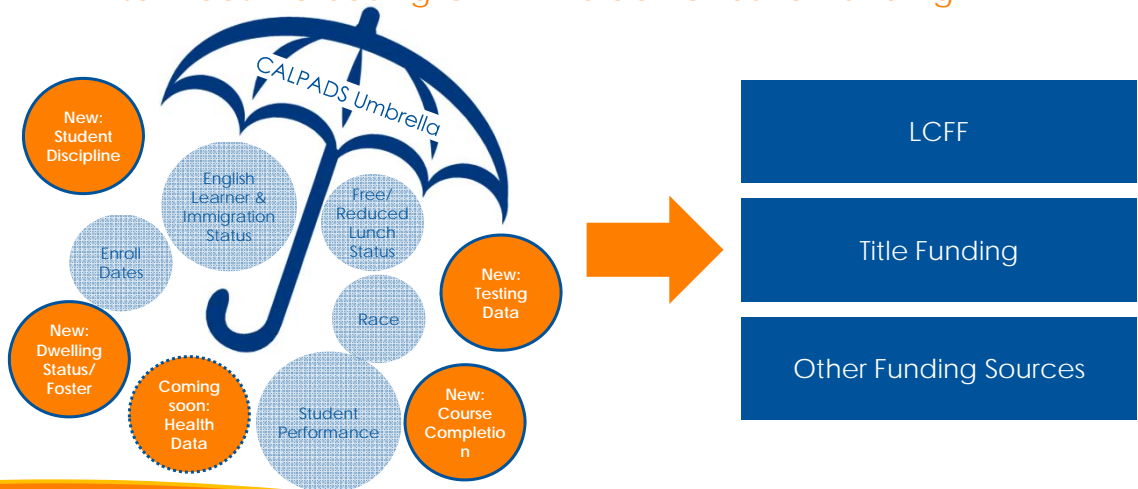 CALPADS Umbrella
New:
Student
Discipline
English
Learner &
Immigration
Status
Free/
Reduced
Lunch
Status
Enroll
Dates
New:
Testing
Data
Race
New:
Dwelling
Status/
Foster
Coming
soon:
Health
Data
Student
Performance
New:
Course
Completio
n
LCFF
Title Funding
Other Funding Sources